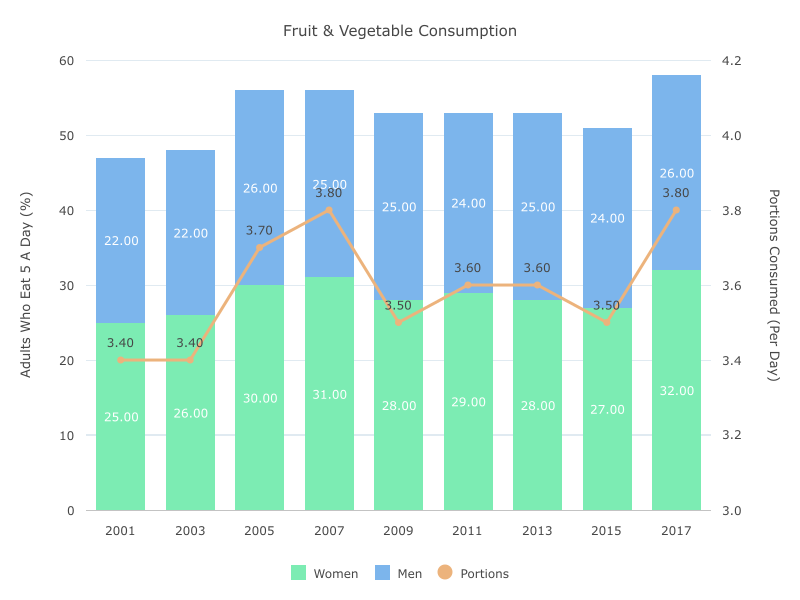 Fruit & Vegetable Consumption
60
50
40
30
20
10
0
Adults Who Eat 5 A Day (%)
4.2
4.0
3.8
3.6
3.4
3.2
3.0
Portions Consumed (Per Day)
22.00 22.00 26.00 25.00 25.00 24.00 25.00 24.00 26.00
3.40 3.40 3.70 3.80 3.50 3.60 3.60 3.50 3.80
25.00 26.00 30.00 31.00 28.00 29.00 28.00 27.00 32.00
2001 2003 2005 2007 2009 2011 2013 2015 2017
Women Men Portions